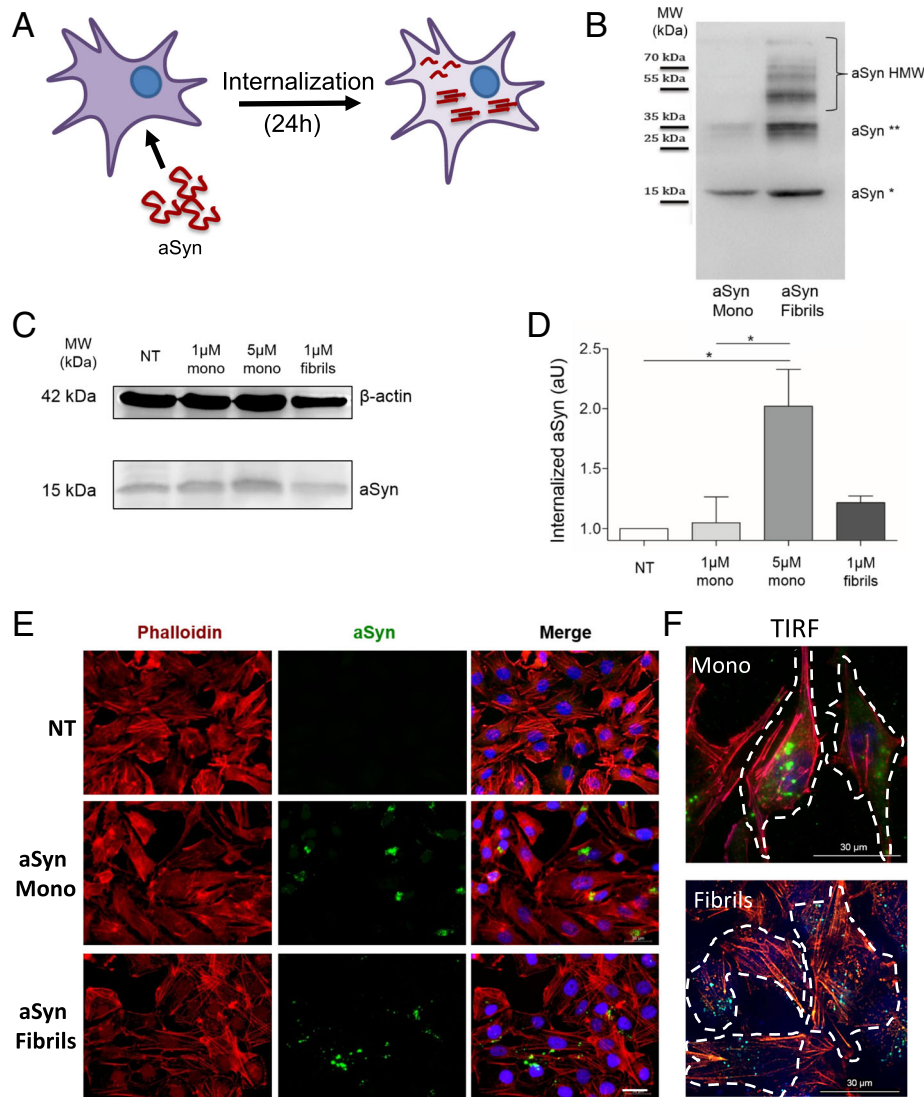 A
Internalization
(24h)
aSyn
B
MW
(kDa)
70 kDa
55 kDa
35 kDa
25 kDa
15 kDa
aSyn HMW
aSyn **
aSyn *
aSyn
Mono
aSyn
Fibrils
C
MW
(kDa)
NT
1µM
mono
5µM
mono
1µM
fibrils
42 kDa
β-actin
15 kDa
aSyn
D
Internalized aSyn (aU)
2.5
2.0
1.5
1.0
*
*
NT
1µM
mono
5µM
mono
1µM
fibrils
E
Phalloidin
aSyn
Merge
NT
aSyn
Mono
aSyn
Fibrils
F
TIRF
Mono
30 µm
Fibrils
30 µm